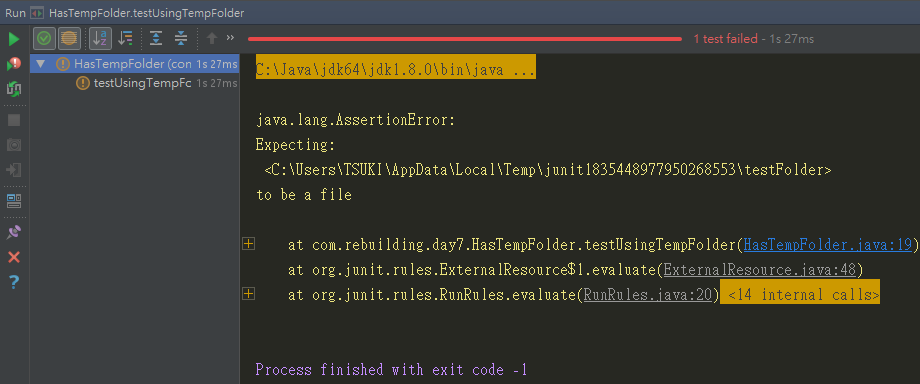 Run HasTempFolder.testUsingTempFolder
1 test failed - 1s 27ms
HasTempFolder (con 1s 27ms
testUsingTempFc 1s 27ms
C:\Java\jdk64\jdk1.8.0\bin\java ...
java.lang.AssertionError:
Expecting:
<C:\Users\TSUKI\AppData\Local\Temp\junit1835448977950268553\testFolder>
to be a file
at com.rebuilding.day7.HasTempFolder.testUsingTempFolder(HasTempFolder.java:19)
at org.junit.rules.ExternalResource$1.evaluate(ExternalResource.java:48)
at org.junit.rules.RunRules.evaluate(RunRules.java:20) <14 internal calls>
Process finished with exit code -1